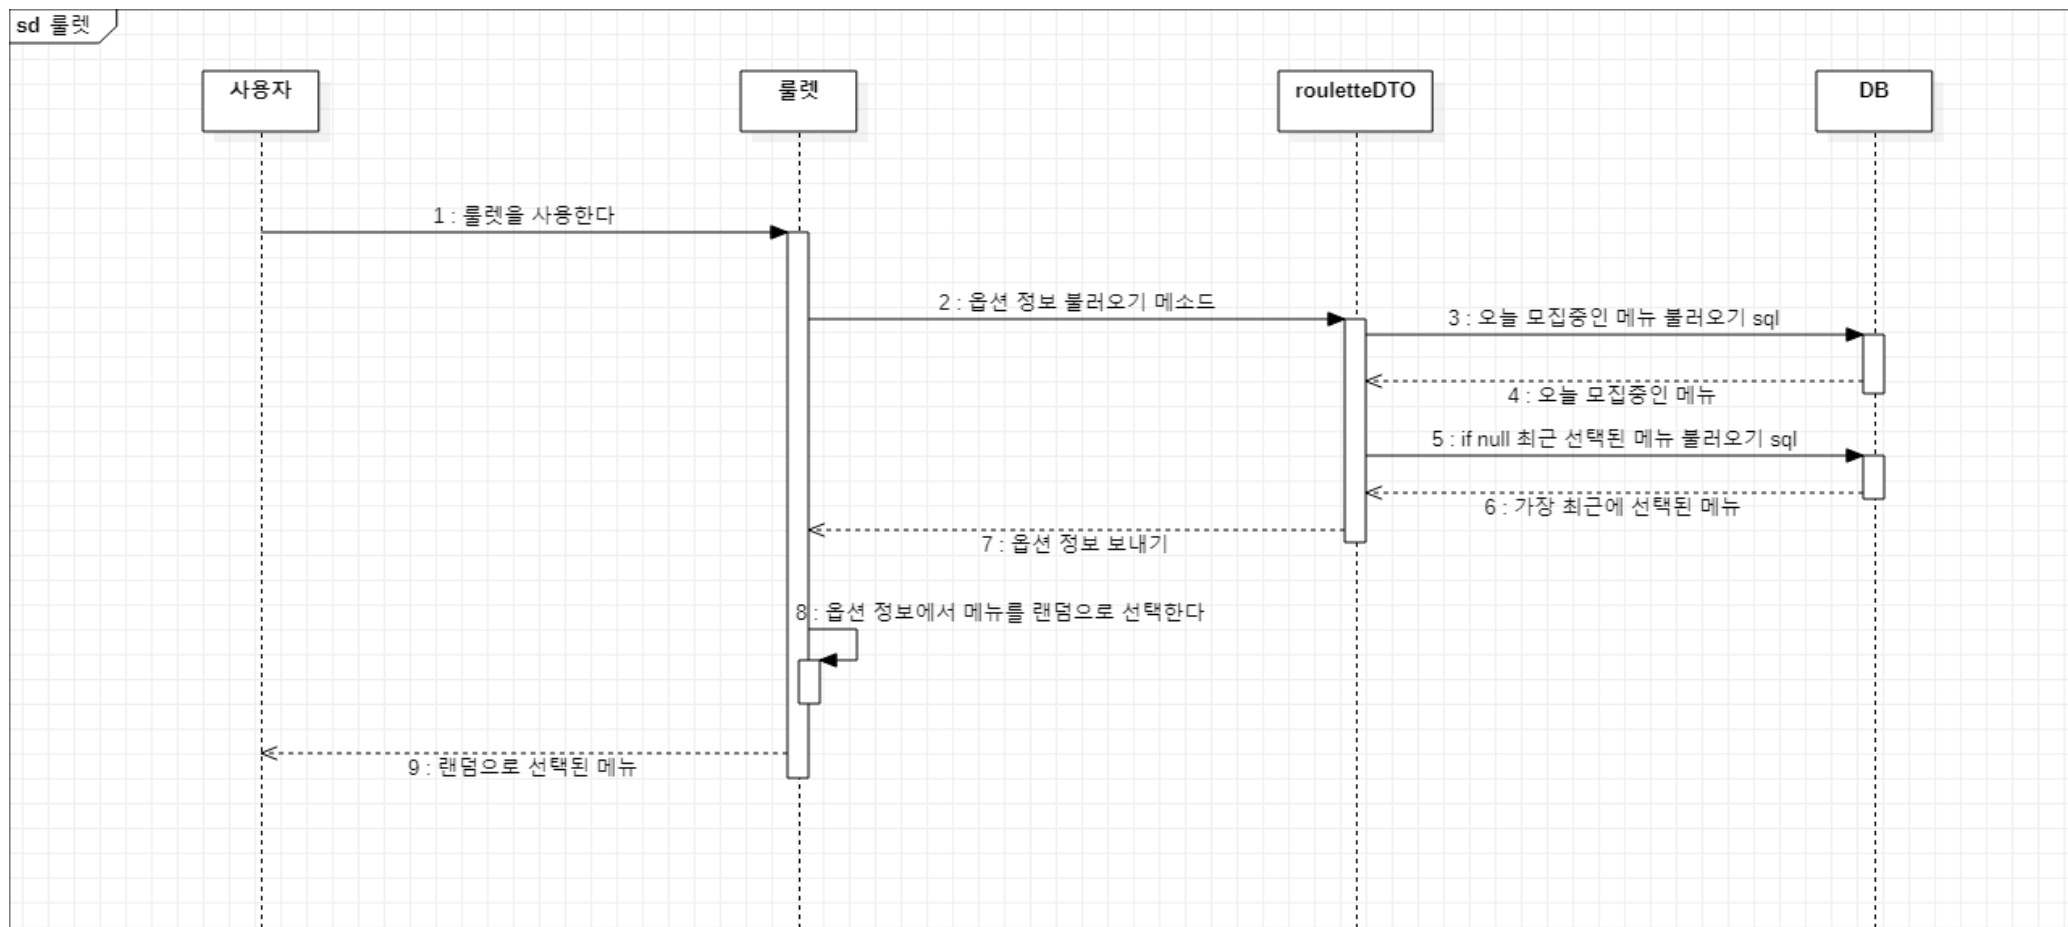 sd 룰렛
사용자
룰렛
rouletteDTO
DB
1 : 룰렛을 사용한다
2 : 옵션 정보 불러오기 메소드
3 : 오늘 모집중인 메뉴 불러오기 sql
4 : 오늘 모집중인 메뉴
5 : if null 최근 선택된 메뉴 불러오기 sql
6 : 가장 최근에 선택된 메뉴
7 : 옵션 정보 보내기
8 : 옵션 정보에서 메뉴를 랜덤으로 선택한다
9 : 랜덤으로 선택된 메뉴